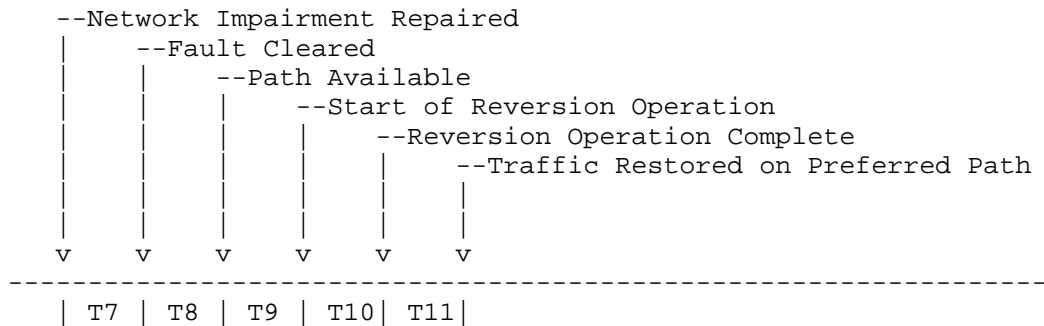 --Network Impairment Repaired
|    --Fault Cleared
|    |    --Path Available
|    |    |    --Start of Reversion Operation
|    |    |    |    --Reversion Operation Complete
|    |    |    |    |    --Traffic Restored on Preferred Path
|    |    |    |    |    |
|    |    |    |    |    |
v    v    v    v    v    v
-----------------------------------------------------------------
| T7 | T8 | T9 | T10| T11|